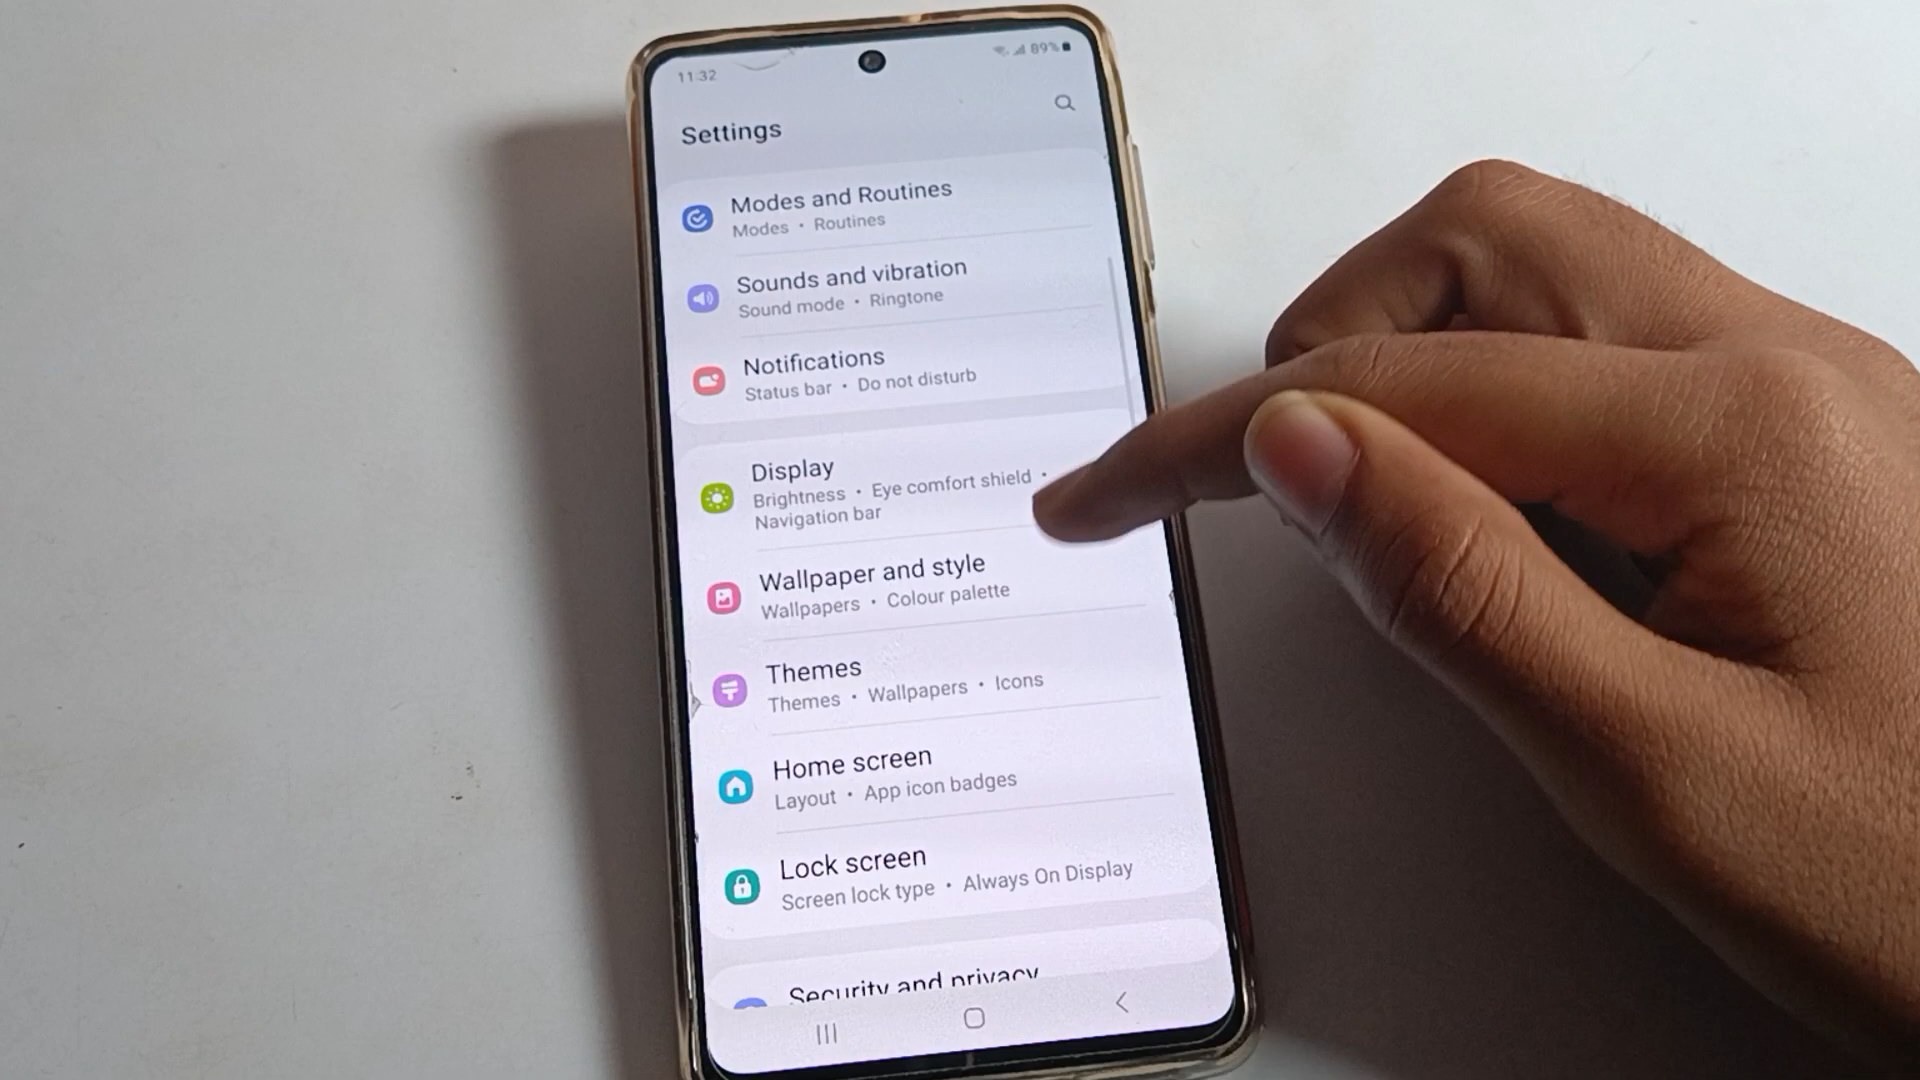 11:32
89%
Settings
Modes and Routines
Modes • Routines
Sounds and vibration
Sound mode • Ringtone
Notifications
Status bar • Do not disturb
Display
Brightness • Eye comfort shield •
Navigation bar
Wallpaper and style
Wallpapers • Colour palette
Themes
Themes • Wallpapers • Icons
Home screen
Layout • App icon badges
Lock screen
Screen lock type • Always On Display
Security and privacy